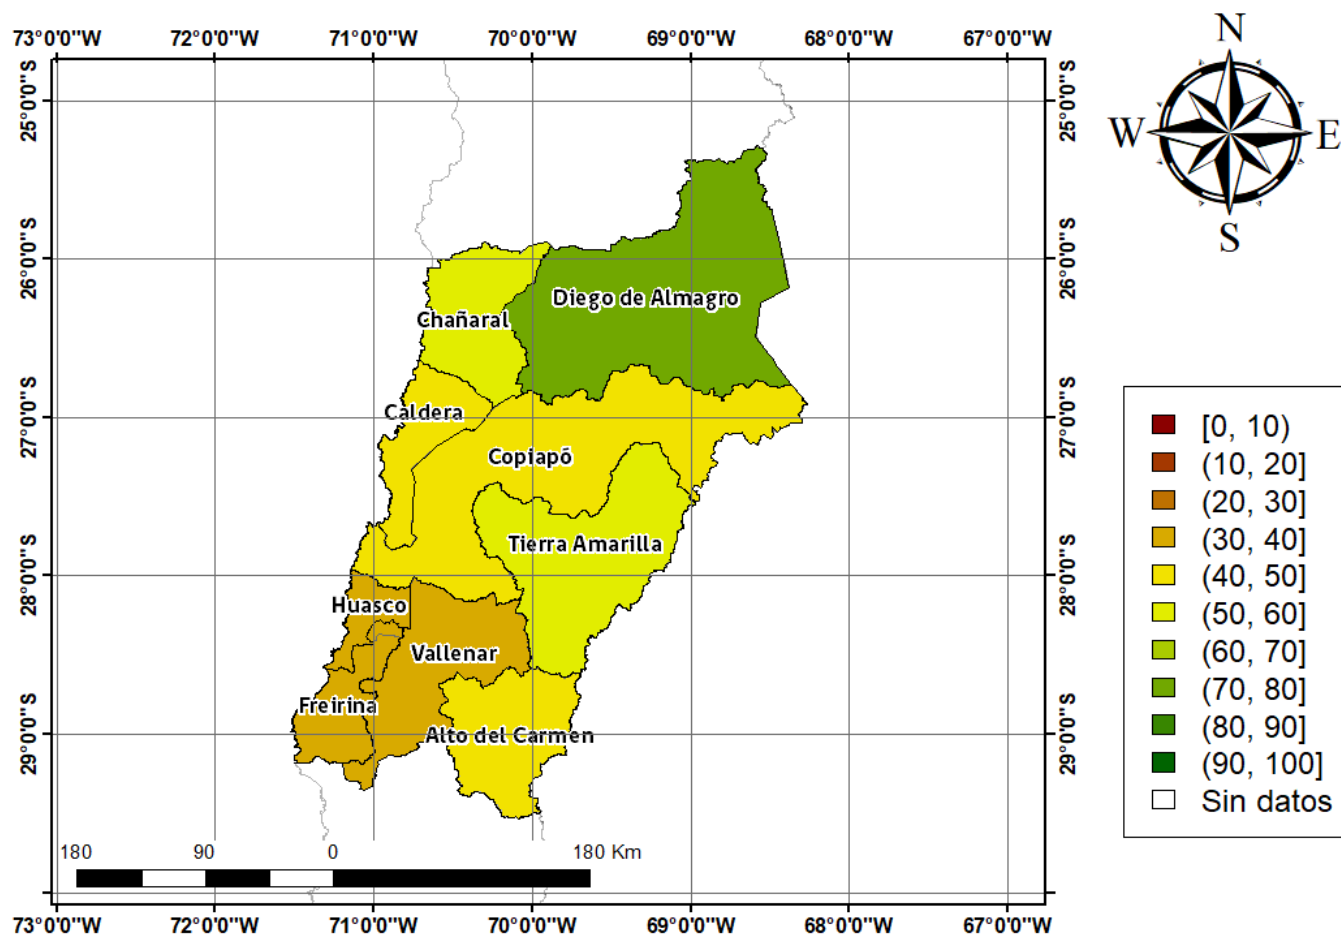 73°0'0"W 72°0'0"W 71°0'0"W 70°0'0"W 69°0'0"W 68°0'0"W 67°0'0"W
N
W E
S
25°0'0"S 25°0'0"S
26°0'0"S 26°0'0"S
27°0'0"S 27°0'0"S
28°0'0"S 28°0'0"S
29°0'0"S 29°0'0"S
Diego de Almagro
Chañaral
Caldera
Copiapó
Tierra Amarilla
Huasco
Vallenar
Freirina
Alto del Carmen
[0, 10)
(10, 20]
(20, 30]
(30, 40]
(40, 50]
(50, 60]
(60, 70]
(70, 80]
(80, 90]
(90, 100]
Sin datos
180 90 0 180 Km
73°0'0"W 72°0'0"W 71°0'0"W 70°0'0"W 69°0'0"W 68°0'0"W 67°0'0"W